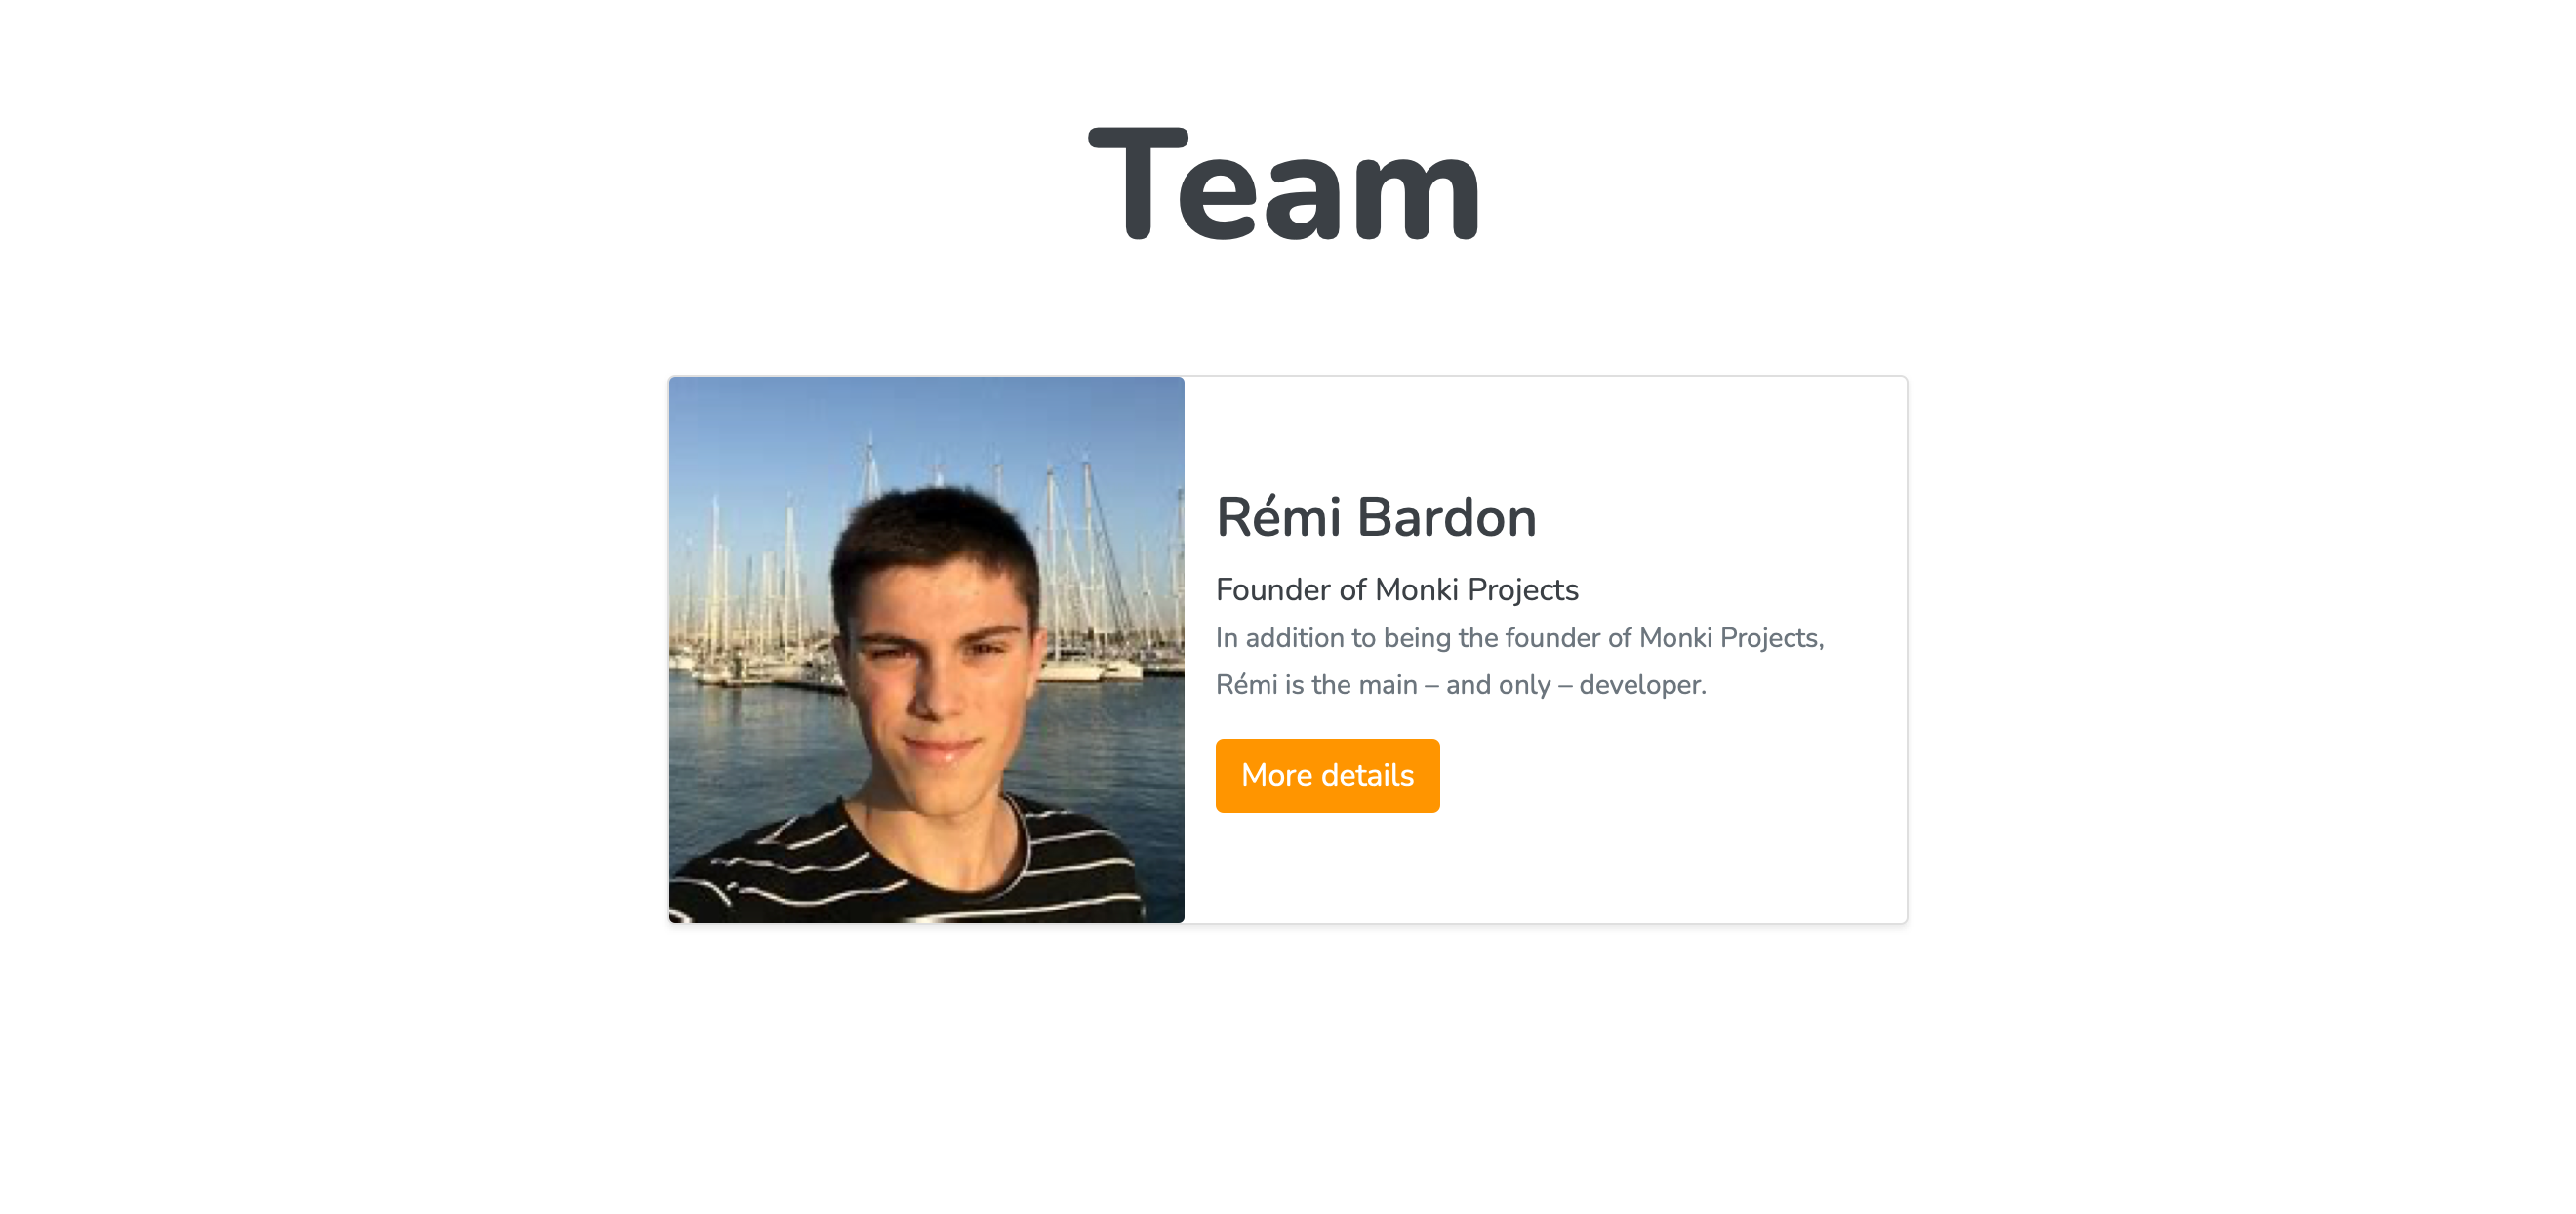 Team
Rémi Bardon
Founder of Monki Projects
In addition to being the founder of Monki Projects,
Rémi is the main – and only – developer.
More details